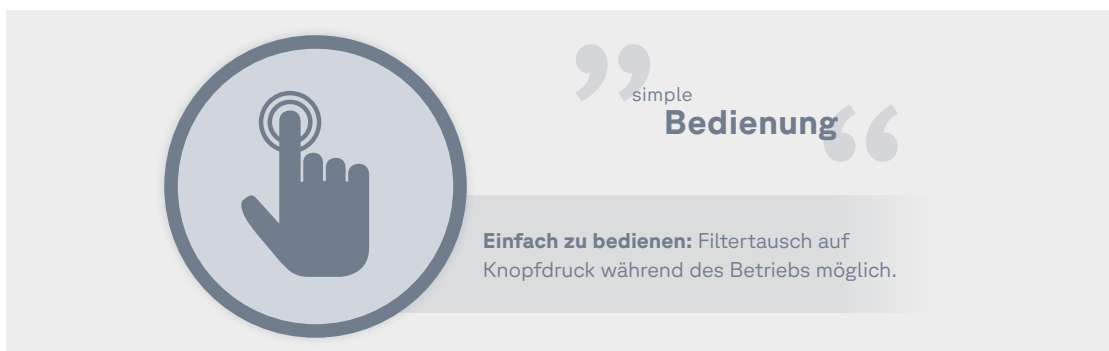 simple
Bedienung
Einfach zu bedienen: Filtertausch auf
Knopfdruck während des Betriebs möglich.